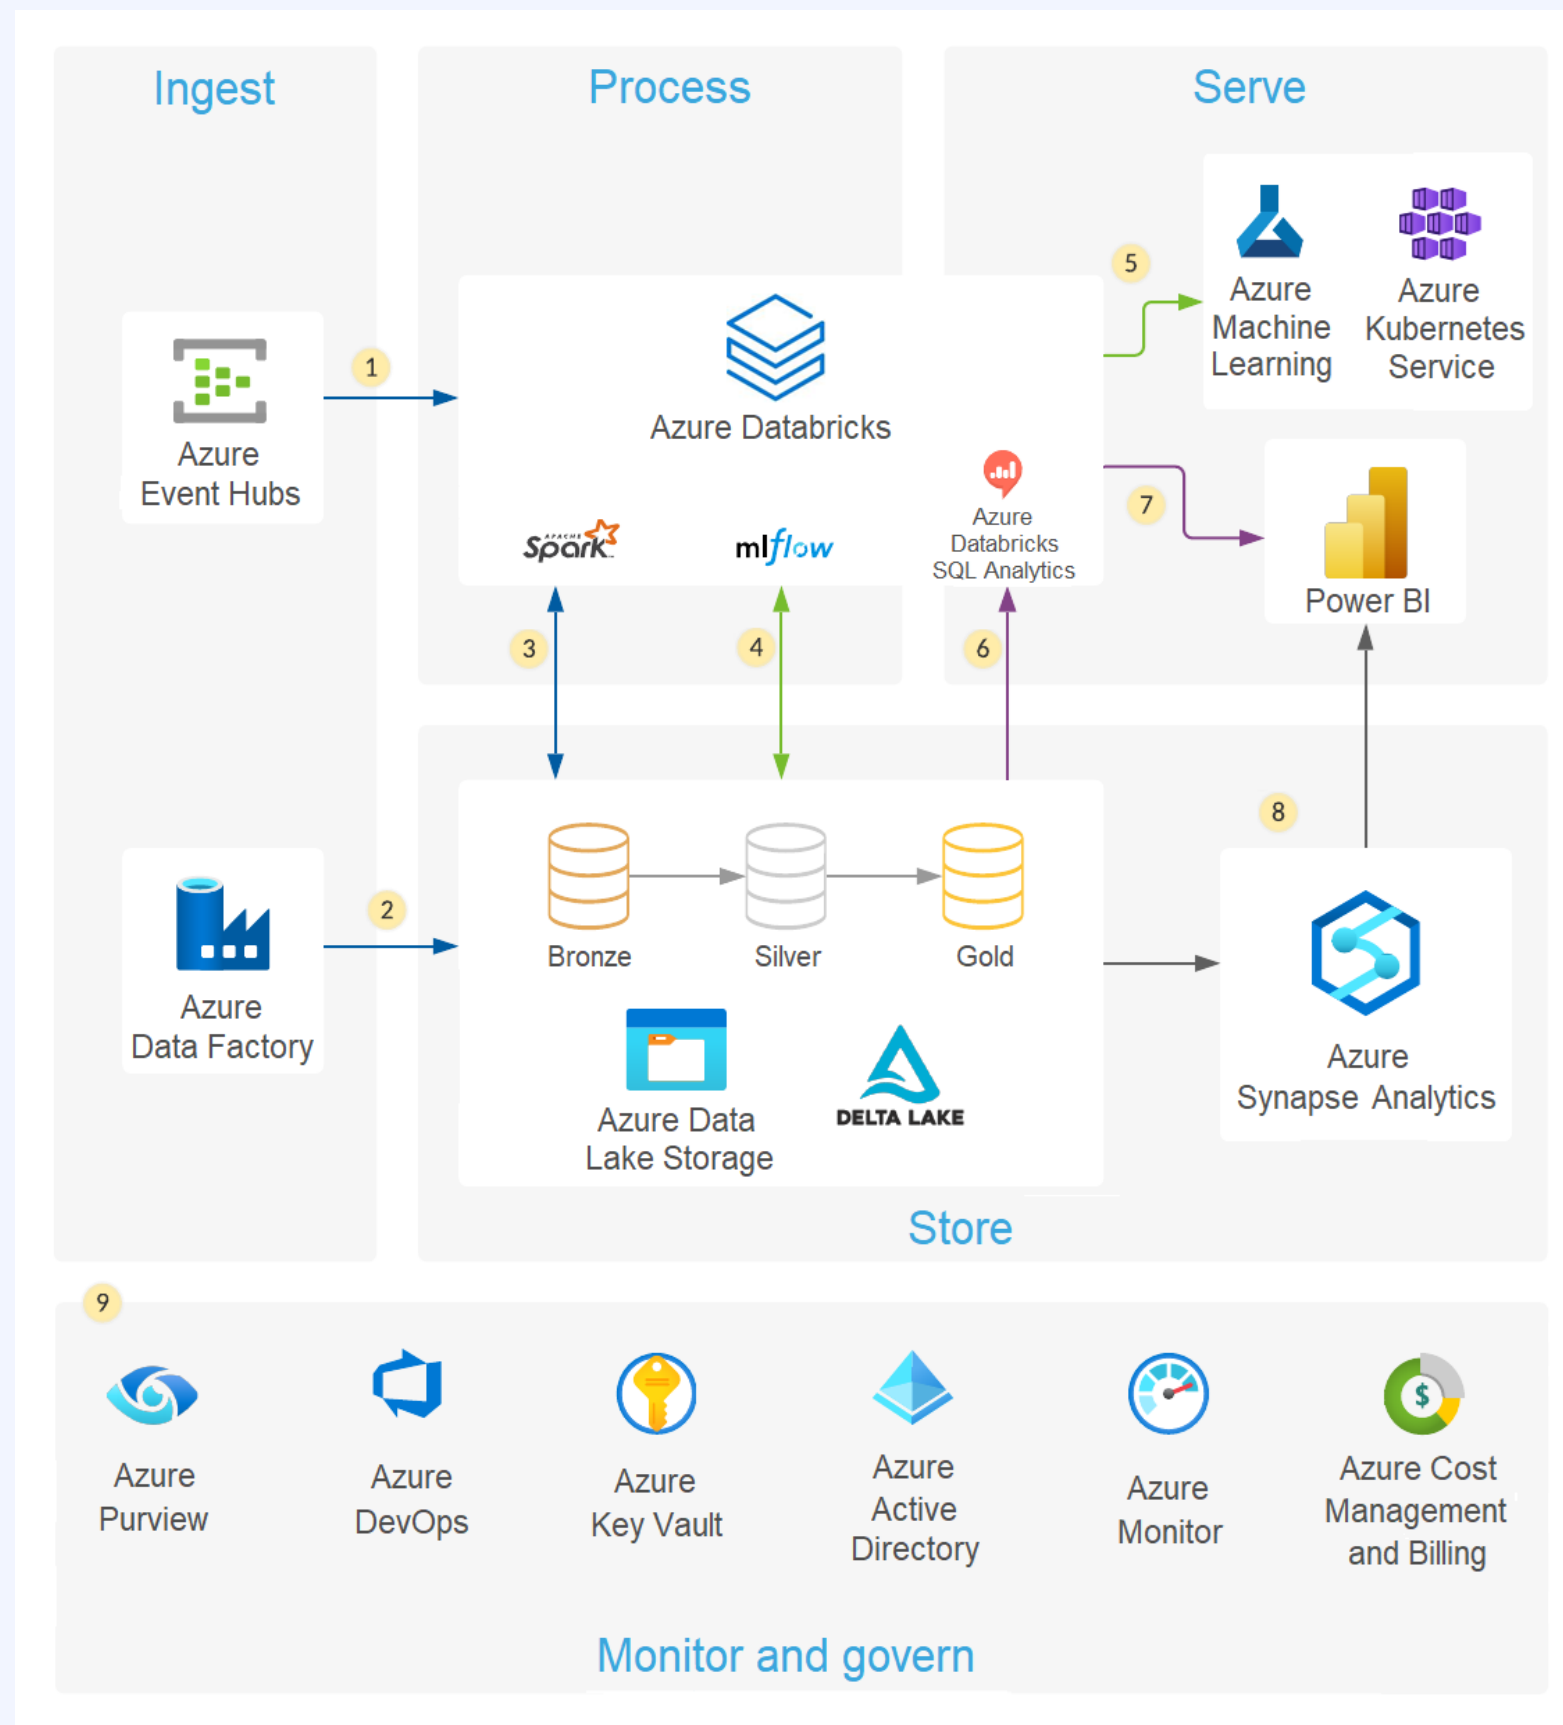 Ingest
Process
Serve
5
Azure
Machine
Learning
Azure
Kubernetes
Service
1
Azure
Event Hubs
Azure Databricks
APACHE
Spark
mlflow
Azure
Databricks
SQL Analytics
7
Power BI
3
4
6
8
2
Azure
Data Factory
Bronze
Silver
Gold
Azure Data
Lake Storage
DELTA LAKE
Azure
Synapse Analytics
Store
9
Azure
Purview
Azure
DevOps
Azure
Key Vault
Azure
Active
Directory
Azure
Monitor
$
Azure Cost
Management
and Billing
Monitor and govern